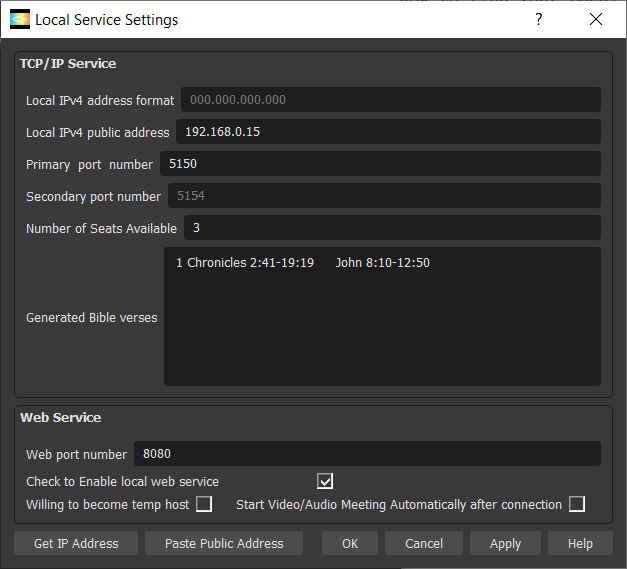 Local Service Settings ?
TCP/IP Service
Local IPv4 address format 000.000.000.000
Local IPv4 public address 192.168.0.15
Primary port number 5150
Secondary port number 5154
Number of Seats Available 3
1 Chronicles 2:41-19:19 John 8:10-12:50
Generated Bible verses
Web Service
Web port number 8080
Check to Enable local web service
Willing to become temp host Start Video/Audio Meeting Automatically after connection
Get IP Address Paste Public Address OK Cancel Apply Help